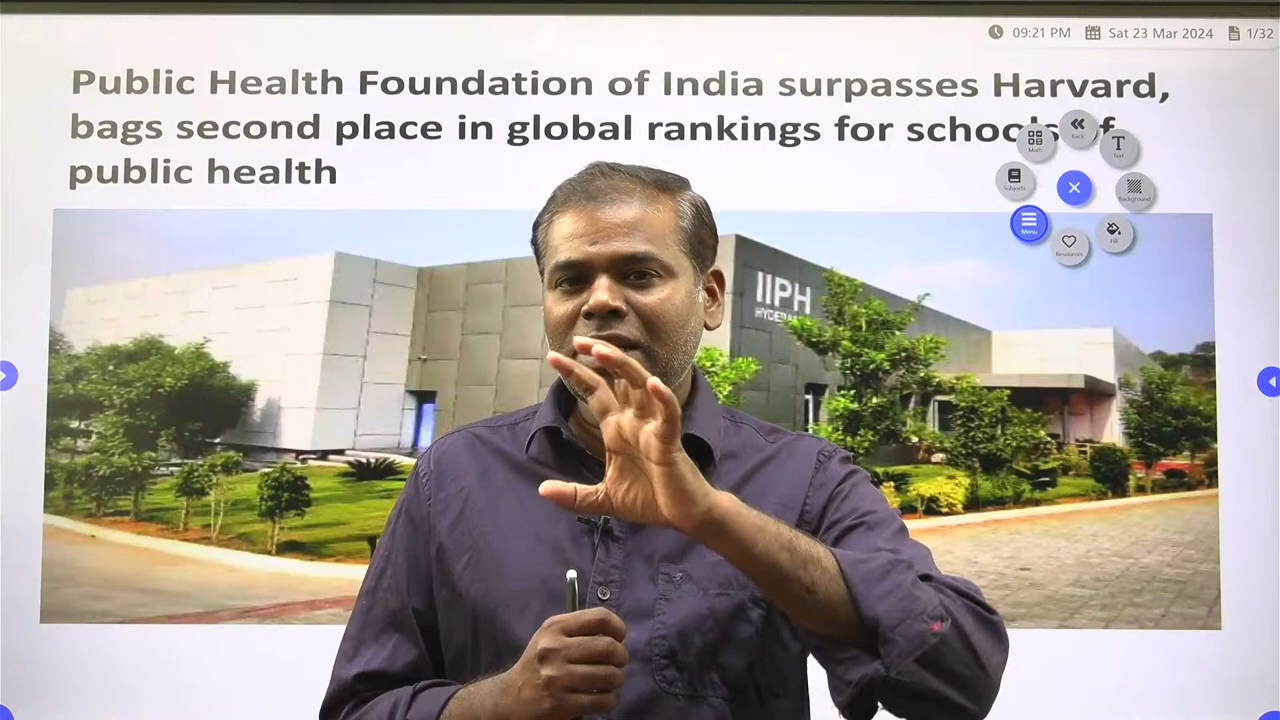 09:21 PM Sat 23 Mar 2024 1/32
Public Health Foundation of India surpasses Harvard,
bags second place in global rankings for schools of
public health
Back
Math
Text
Subjects
Background
Menu
Fill
Resources
IIPH